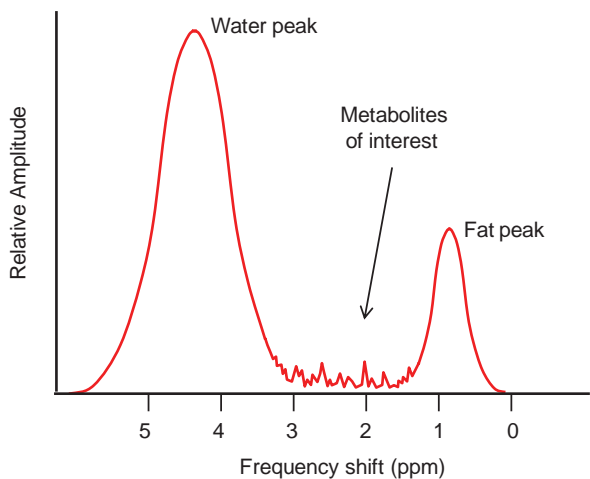 Water peak
Metabolites
of interest
Fat peak
Relative Amplitude
5 4 3 2 1 0
Frequency shift (ppm)